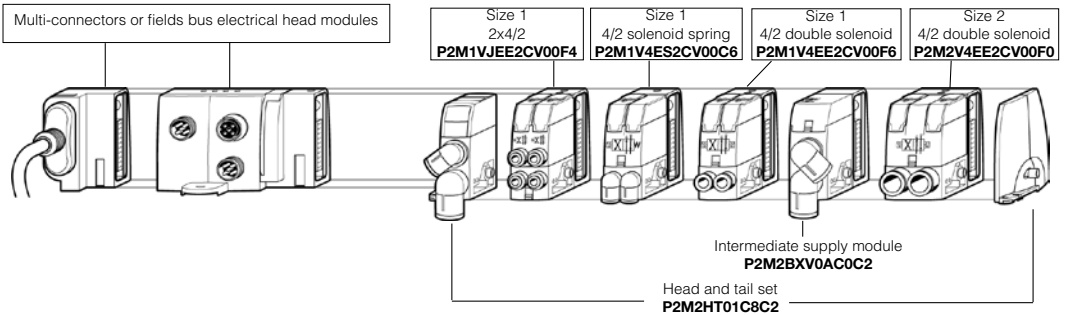 Multi-connectors or fields bus electrical head modules
Size 1
2x4/2
P2M1VJEE2CV00F4
Size 1
4/2 solenoid spring
P2M1V4ES2CV00C6
Size 1
4/2 double solenoid
P2M1V4EE2CV00F6
Size 2
4/2 double solenoid
P2M2V4EE2CV00F0
Intermediate supply module
P2M2BXV0AC0C2
Head and tail set
P2M2HT01C8C2